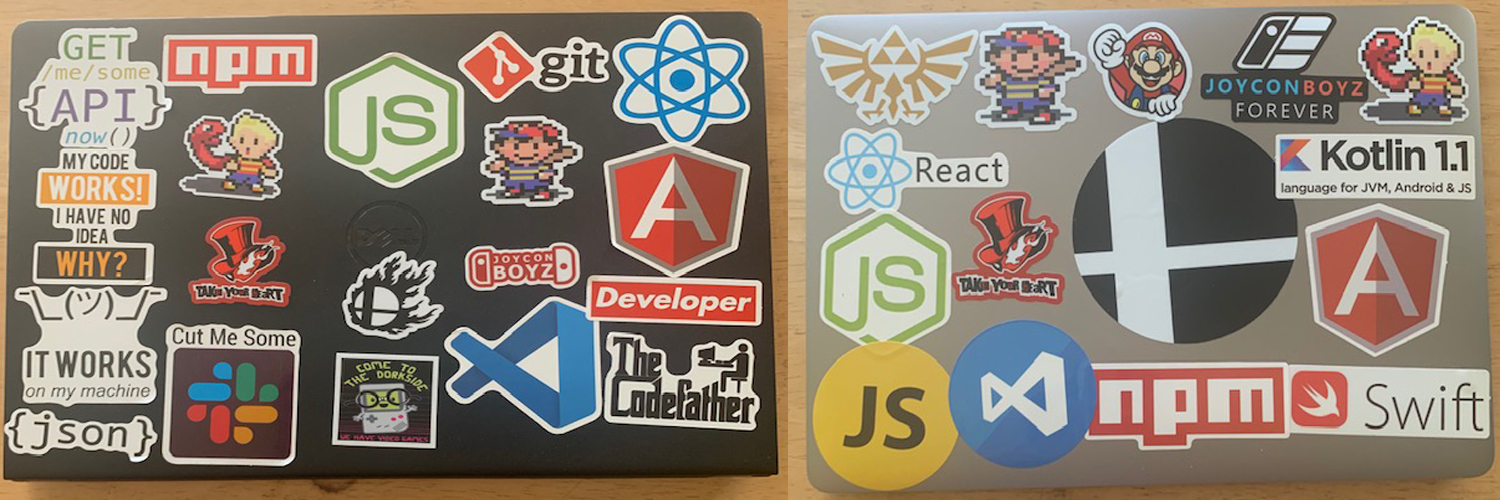 GET
/me/some
{API}
now()
MY CODE
WORKS!
I HAVE NO
IDEA
WHY?
¯\_(ツ)_/¯
IT WORKS
on my machine
{json}
npm
TAKE YOUR HEART
Cut Me Some
JS
DELL
COME TO
THE DORKSIDE
WE HAVE VIDEO GAMES
git
JOYCON
BOYZ
A
Developer
The
Codefather
JOYCONBOYZ
FOREVER
React
Kotlin 1.1
language for JVM, Android & JS
JS
TAKE YOUR HEART
A
JS
npm
Swift